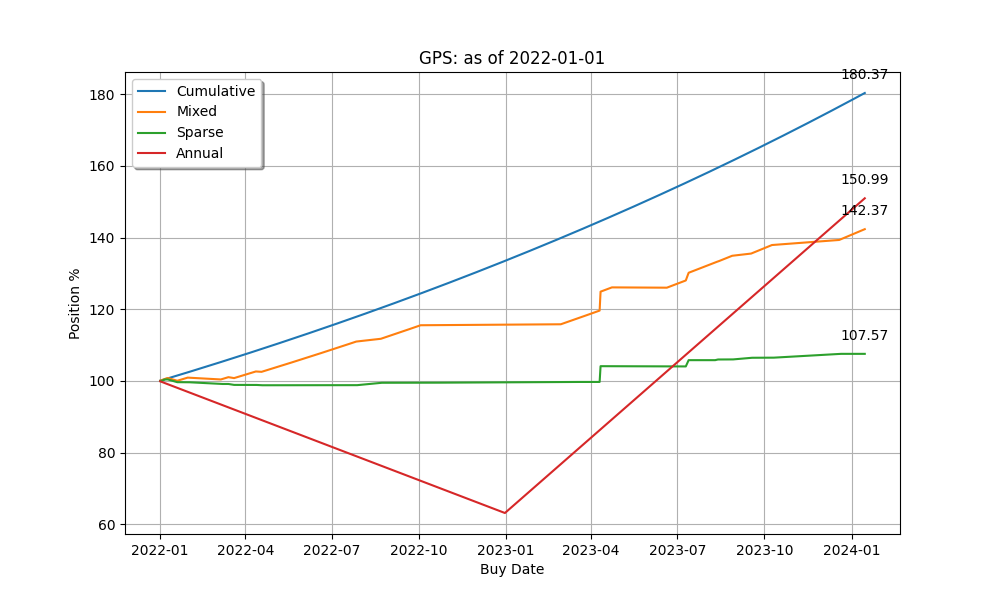 GPS: as of 2022-01-01
180.37
180
Cumulative
Mixed
Sparse
Annual
160
150.99
142.37
140
120
107.57
100
80
60
Position %
2022-01 2022-04 2022-07 2022-10 2023-01 2023-04 2023-07 2023-10 2024-01
Buy Date